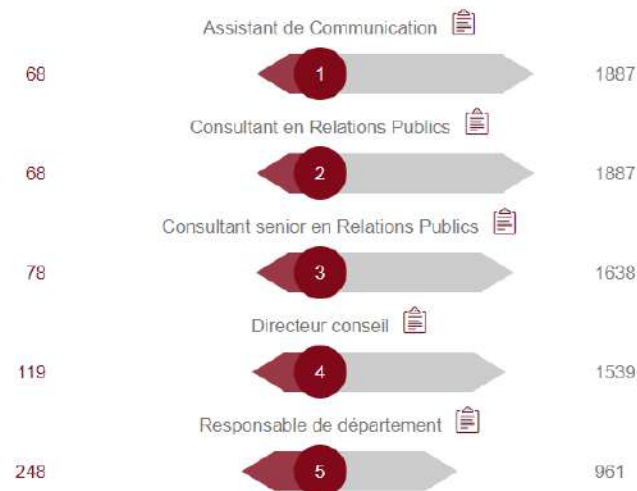 Assistant de Communication
68 1 1887
Consultant en Relations Publics
68 2 1887
Consultant senior en Relations Publics
78 3 1638
Directeur conseil
119 4 1539
Responsable de département
248 5 961